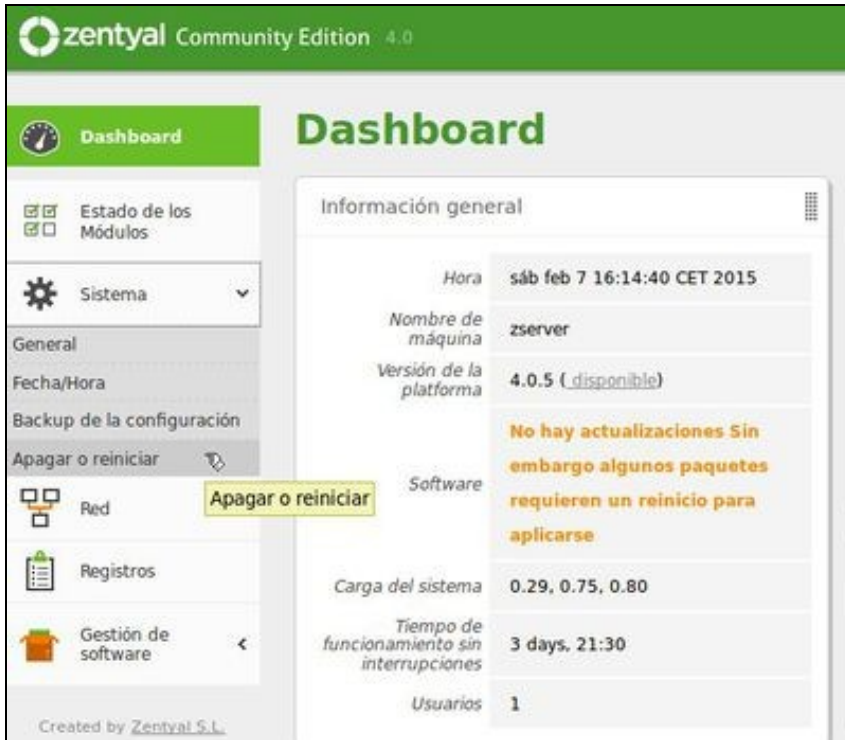 zentyal Community Edition 4.0
Dashboard
Estado de los
Módulos
Sistema
General
Fecha/Hora
Backup de la configuración
Apagar o reiniciar
Apagar o reiniciar
Red
Registros
Gestión de
software
Created by Zentyal S.L.
Dashboard
Información general
Hora
sáb feb 7 16:14:40 CET 2015
Nombre de
máquina
zserver
Versión de la
platforma
4.0.5 ( disponible)
Software
No hay actualizaciones Sin
embargo algunos paquetes
requieren un reinicio para
aplicarse
Carga del sistema
0.29, 0.75, 0.80
Tiempo de
funcionamiento sin
interrupciones
3 days, 21:30
Usuarios
1